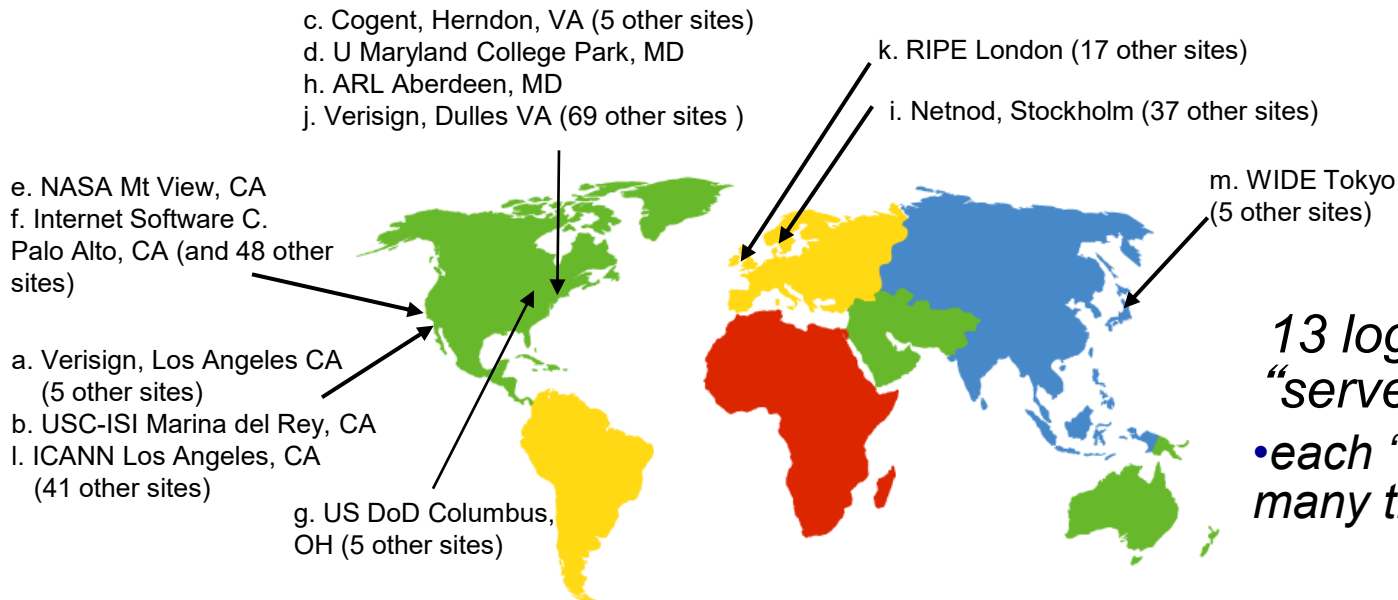 c. Cogent, Herndon, VA (5 other sites)
d. U Maryland College Park, MD
h. ARL Aberdeen, MD
j. Verisign, Dulles VA (69 other sites )
k. RIPE London (17 other sites)
i. Netnod, Stockholm (37 other sites)
m. WIDE Tokyo
(5 other sites)
e. NASA Mt View, CA
f. Internet Software C.
Palo Alto, CA (and 48 other
sites)
a. Verisign, Los Angeles CA
(5 other sites)
b. USC-ISI Marina del Rey, CA
l. ICANN Los Angeles, CA
(41 other sites)
g. US DoD Columbus,
OH (5 other sites)
13
•each
many